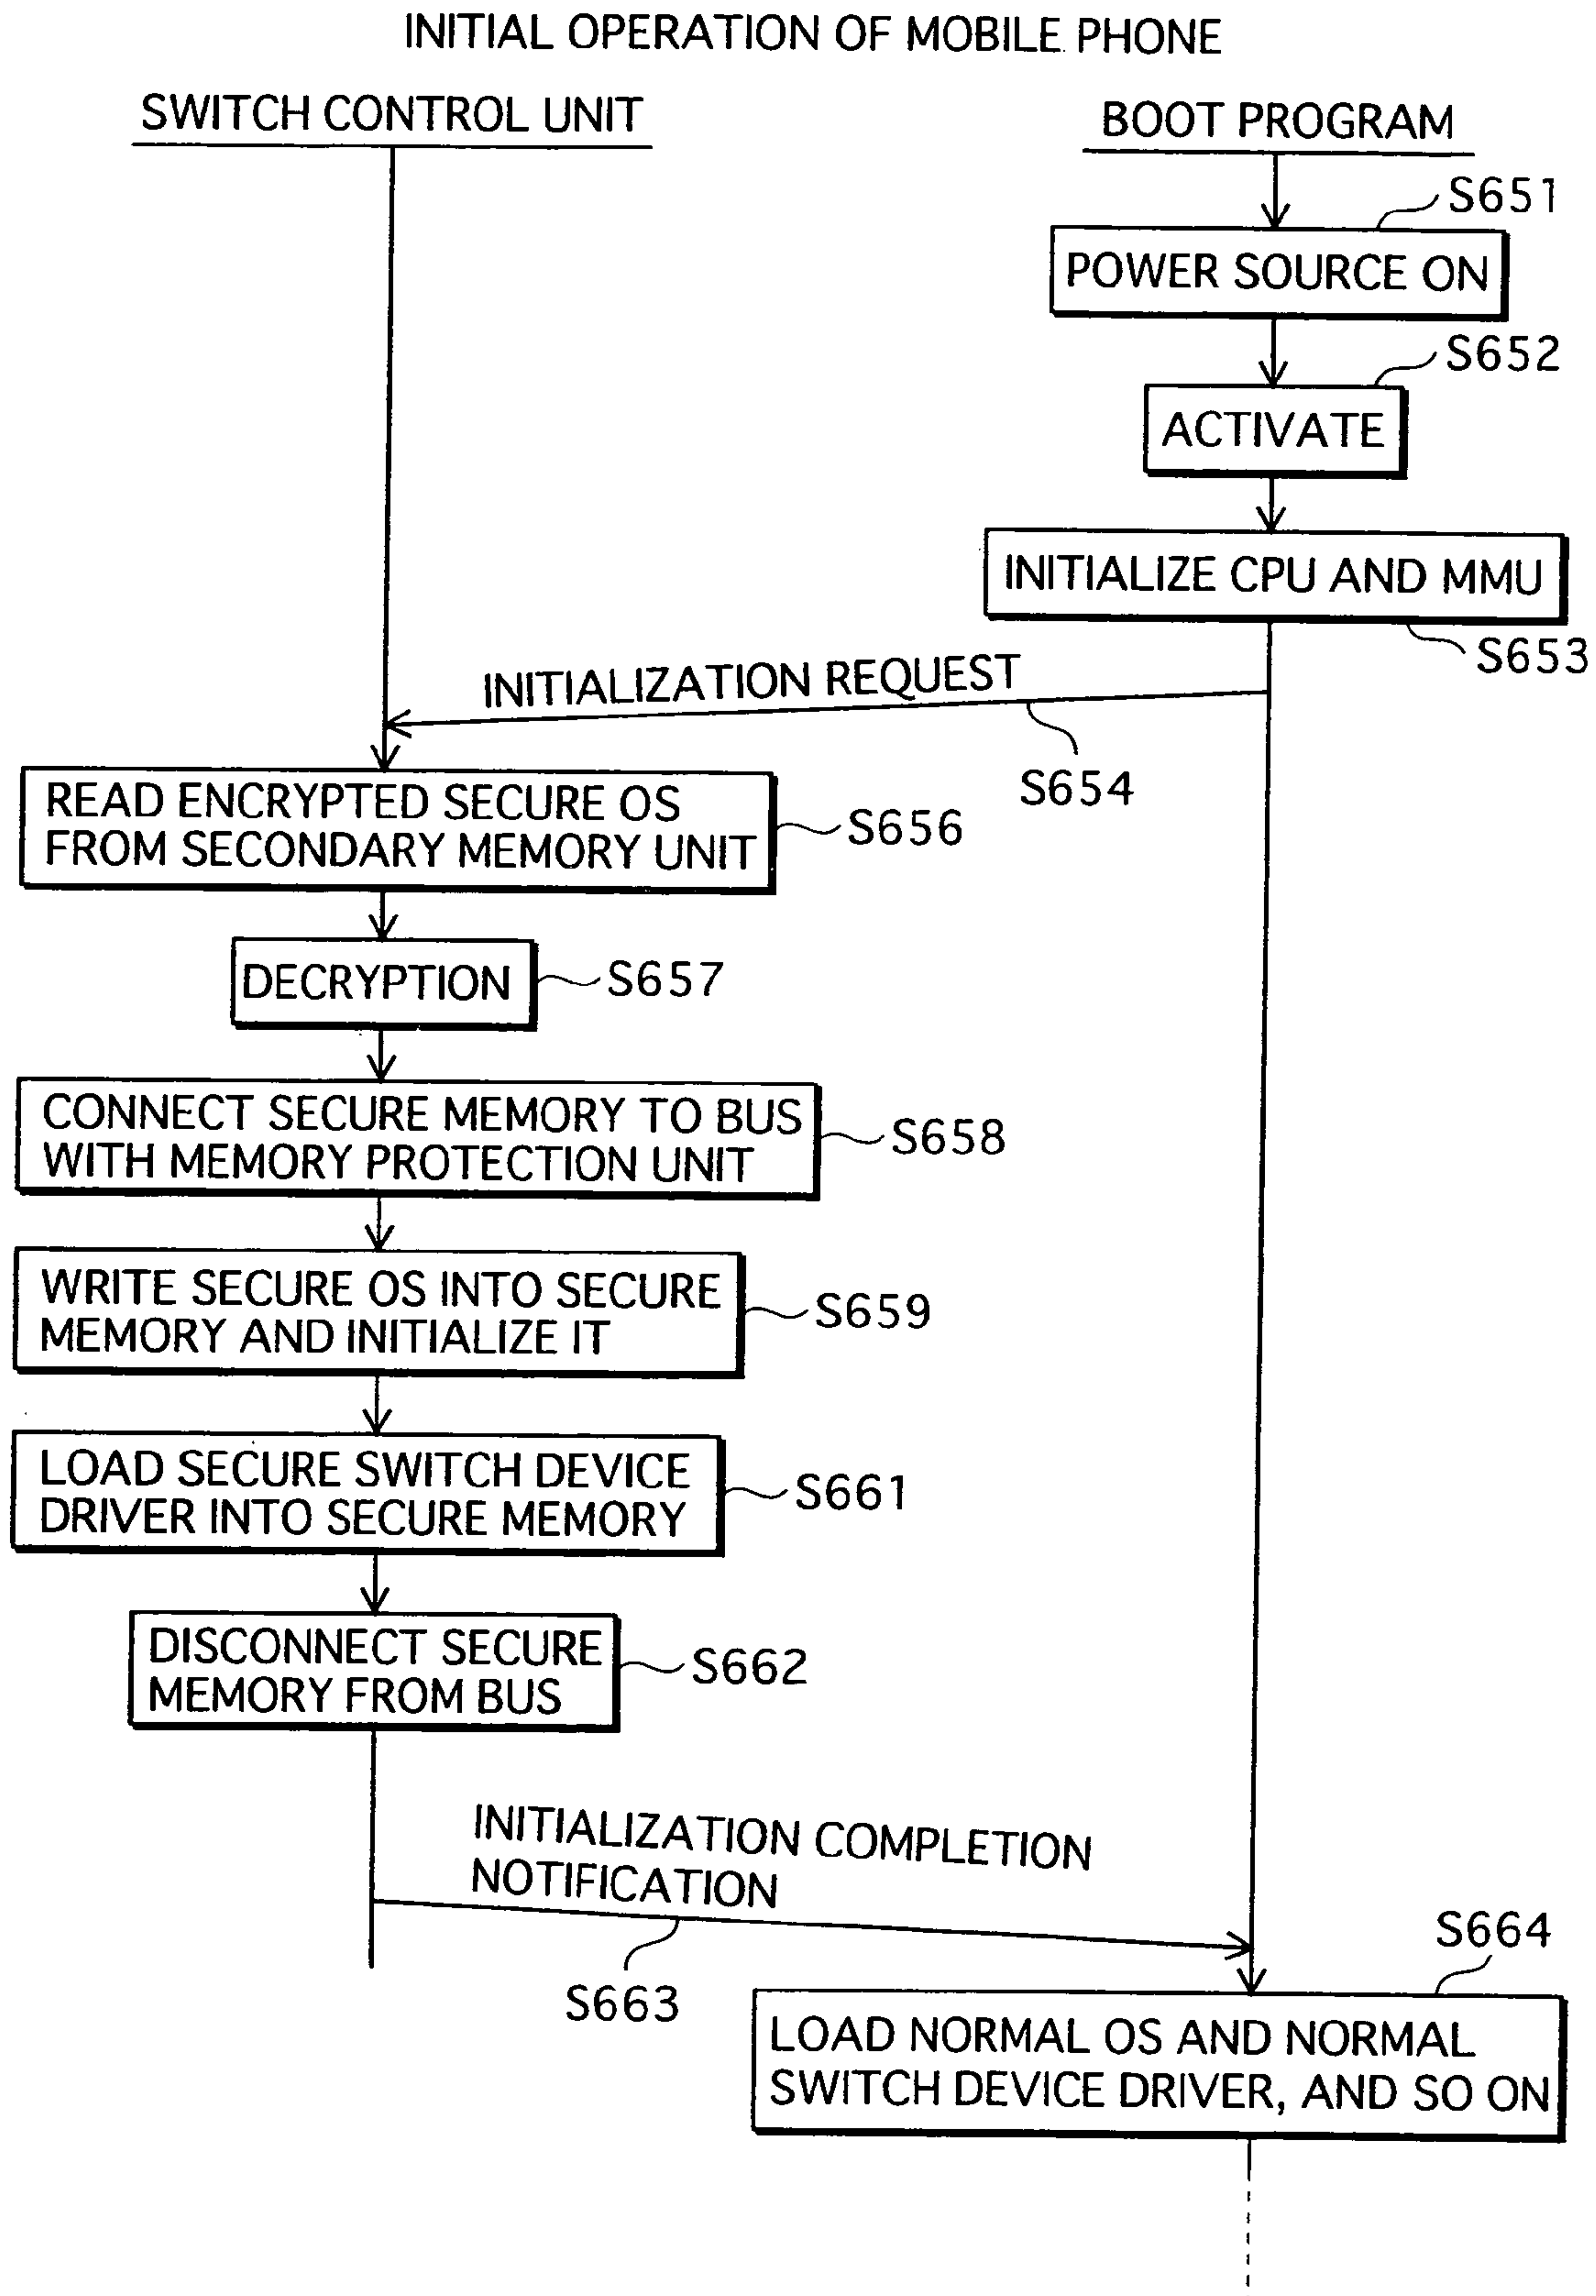 INITIAL OPERATION OF MOBILE PHONE
SWITCH CONTROL UNIT
BOOT PROGRAM
S651
POWER SOURCE ON
S652
ACTIVATE
INITIALIZE CPU AND MMU
S653
INITIALIZATION REQUEST
S654
READ ENCRYPTED SECURE OS
FROM SECONDARY MEMORY UNIT
S656
DECRYPTION
S657
CONNECT SECURE MEMORY TO BUS
WITH MEMORY PROTECTION UNIT
S658
WRITE SECURE OS INTO SECURE
MEMORY AND INITIALIZE IT
S659
LOAD SECURE SWITCH DEVICE
DRIVER INTO SECURE MEMORY
S661
DISCONNECT SECURE
MEMORY FROM BUS
S662
INITIALIZATION COMPLETION
NOTIFICATION
S663
S664
LOAD NORMAL OS AND NORMAL
SWITCH DEVICE DRIVER, AND SO ON